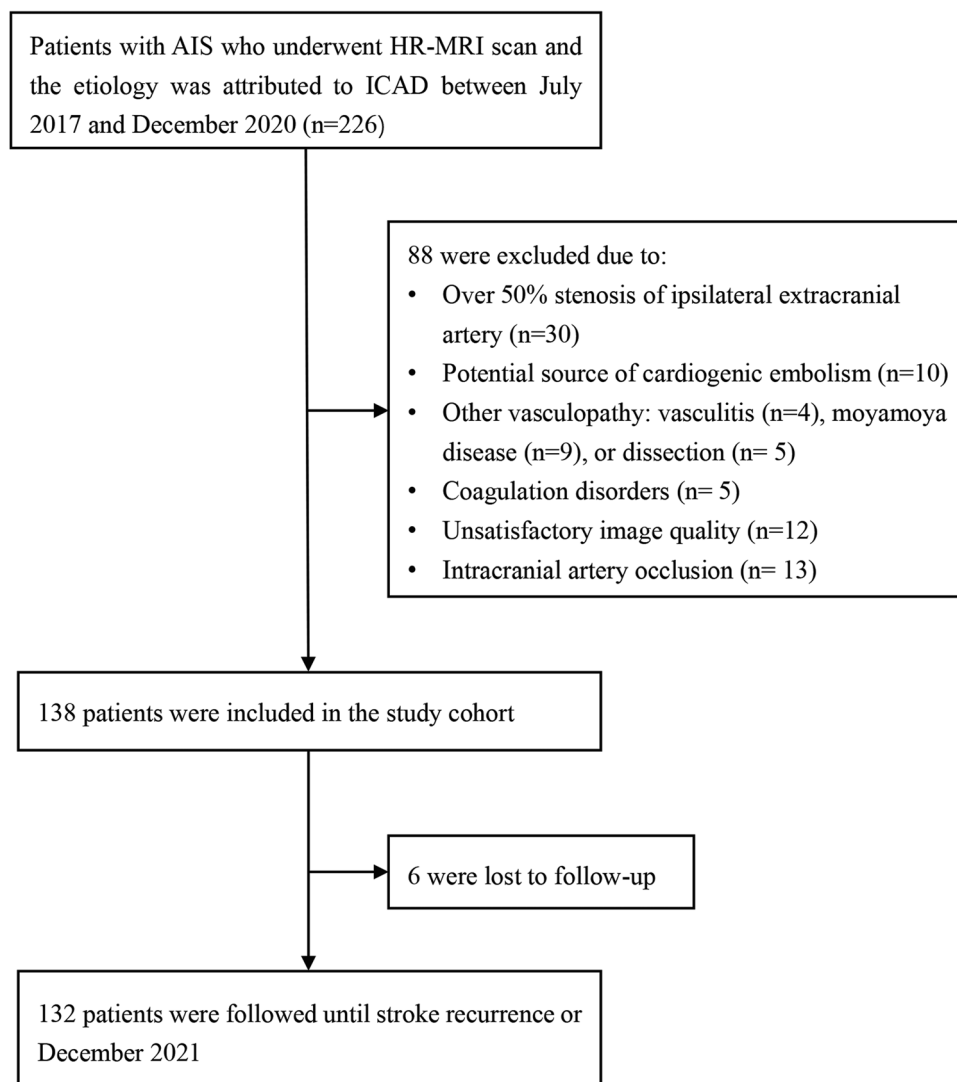 Patients with AIS who underwent HR-MRI scan and
the etiology was attributed to ICAD between July
2017 and December 2020 (n=226)
88 were excluded due to:
• Over 50% stenosis of ipsilateral extracranial
artery (n=30)
• Potential source of cardiogenic embolism (n=10)
• Other vasculopathy: vasculitis (n=4), moyamoya
disease (n=9), or dissection (n= 5)
• Coagulation disorders (n= 5)
• Unsatisfactory image quality (n=12)
• Intracranial artery occlusion (n= 13)
138 patients were included in the study cohort
6 were lost to follow-up
132 patients were followed until stroke recurrence or
December 2021